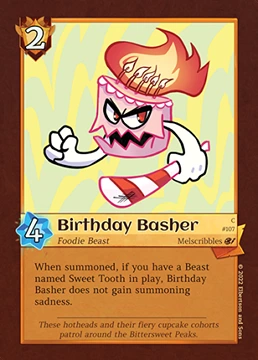 2
4
Birthday Basher
C
#107
Foodie Beast
Melscribbles
When summoned, if you have a Beast
named Sweet Tooth in play, Birthday
Basher does not gain summoning
sadness.
These hotheads and their fiery cupcake cohorts
patrol around the Bittersweet Peaks.
© 2022 Elbertson and Sons